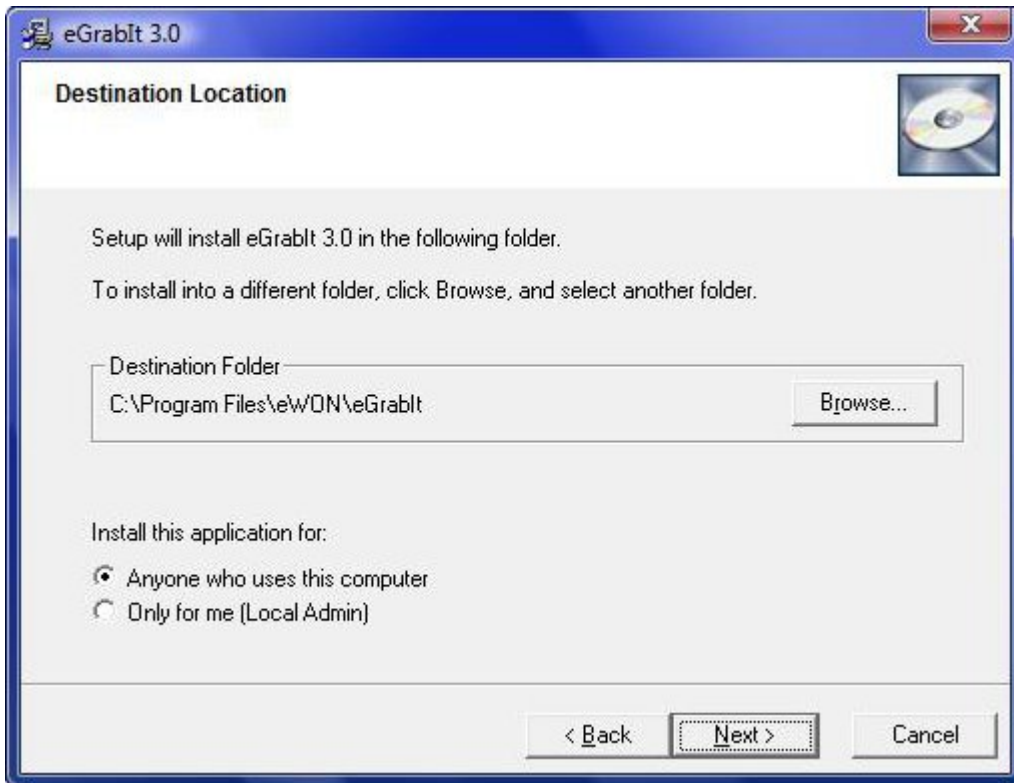 eGrabIt 3.0
Destination Location
Setup will install eGrabIt 3.0 in the following folder.
To install into a different folder, click Browse, and select another folder.
Destination Folder
C:\Program Files\eWON\eGrabIt
Browse...
Install this application for:
Anyone who uses this computer
Only for me (Local Admin)
< Back Next > Cancel